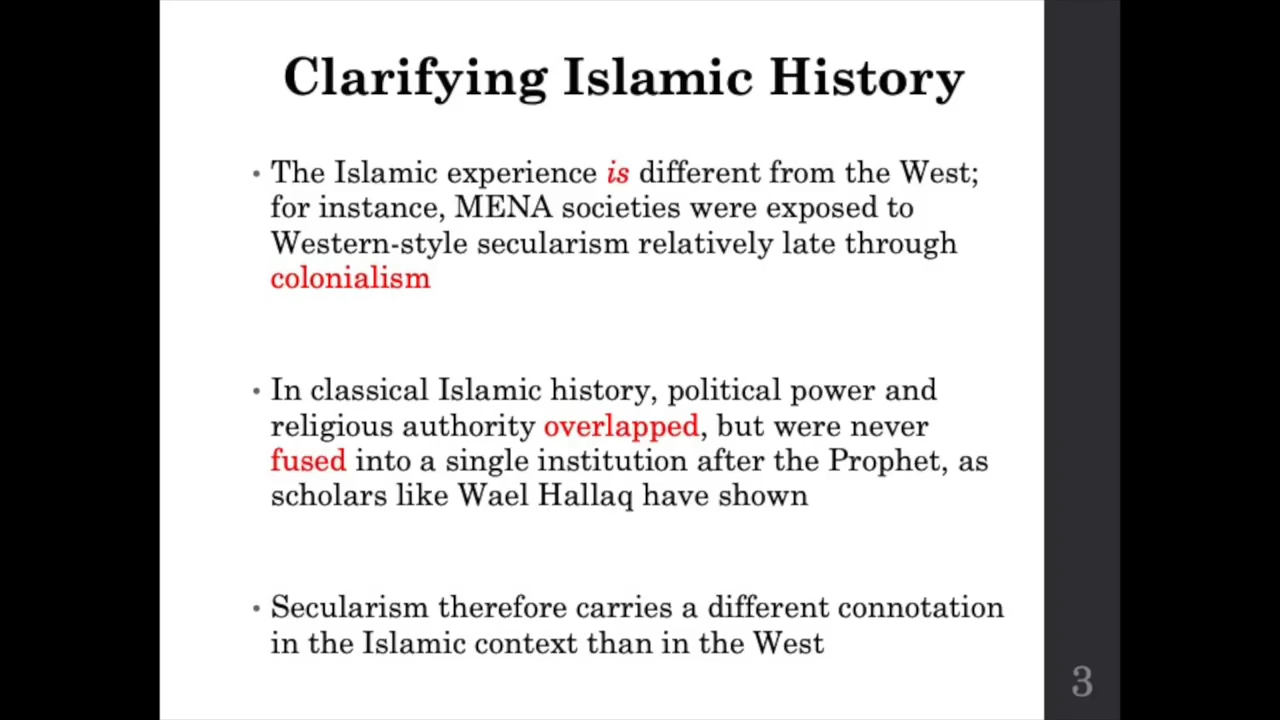 Clarifying Islamic History
• The Islamic experience is different from the West;
for instance, MENA societies were exposed to
Western-style secularism relatively late through
colonialism
• In classical Islamic history, political power and
religious authority overlapped, but were never
fused into a single institution after the Prophet, as
scholars like Wael Hallaq have shown
• Secularism therefore carries a different connotation
in the Islamic context than in the West
3